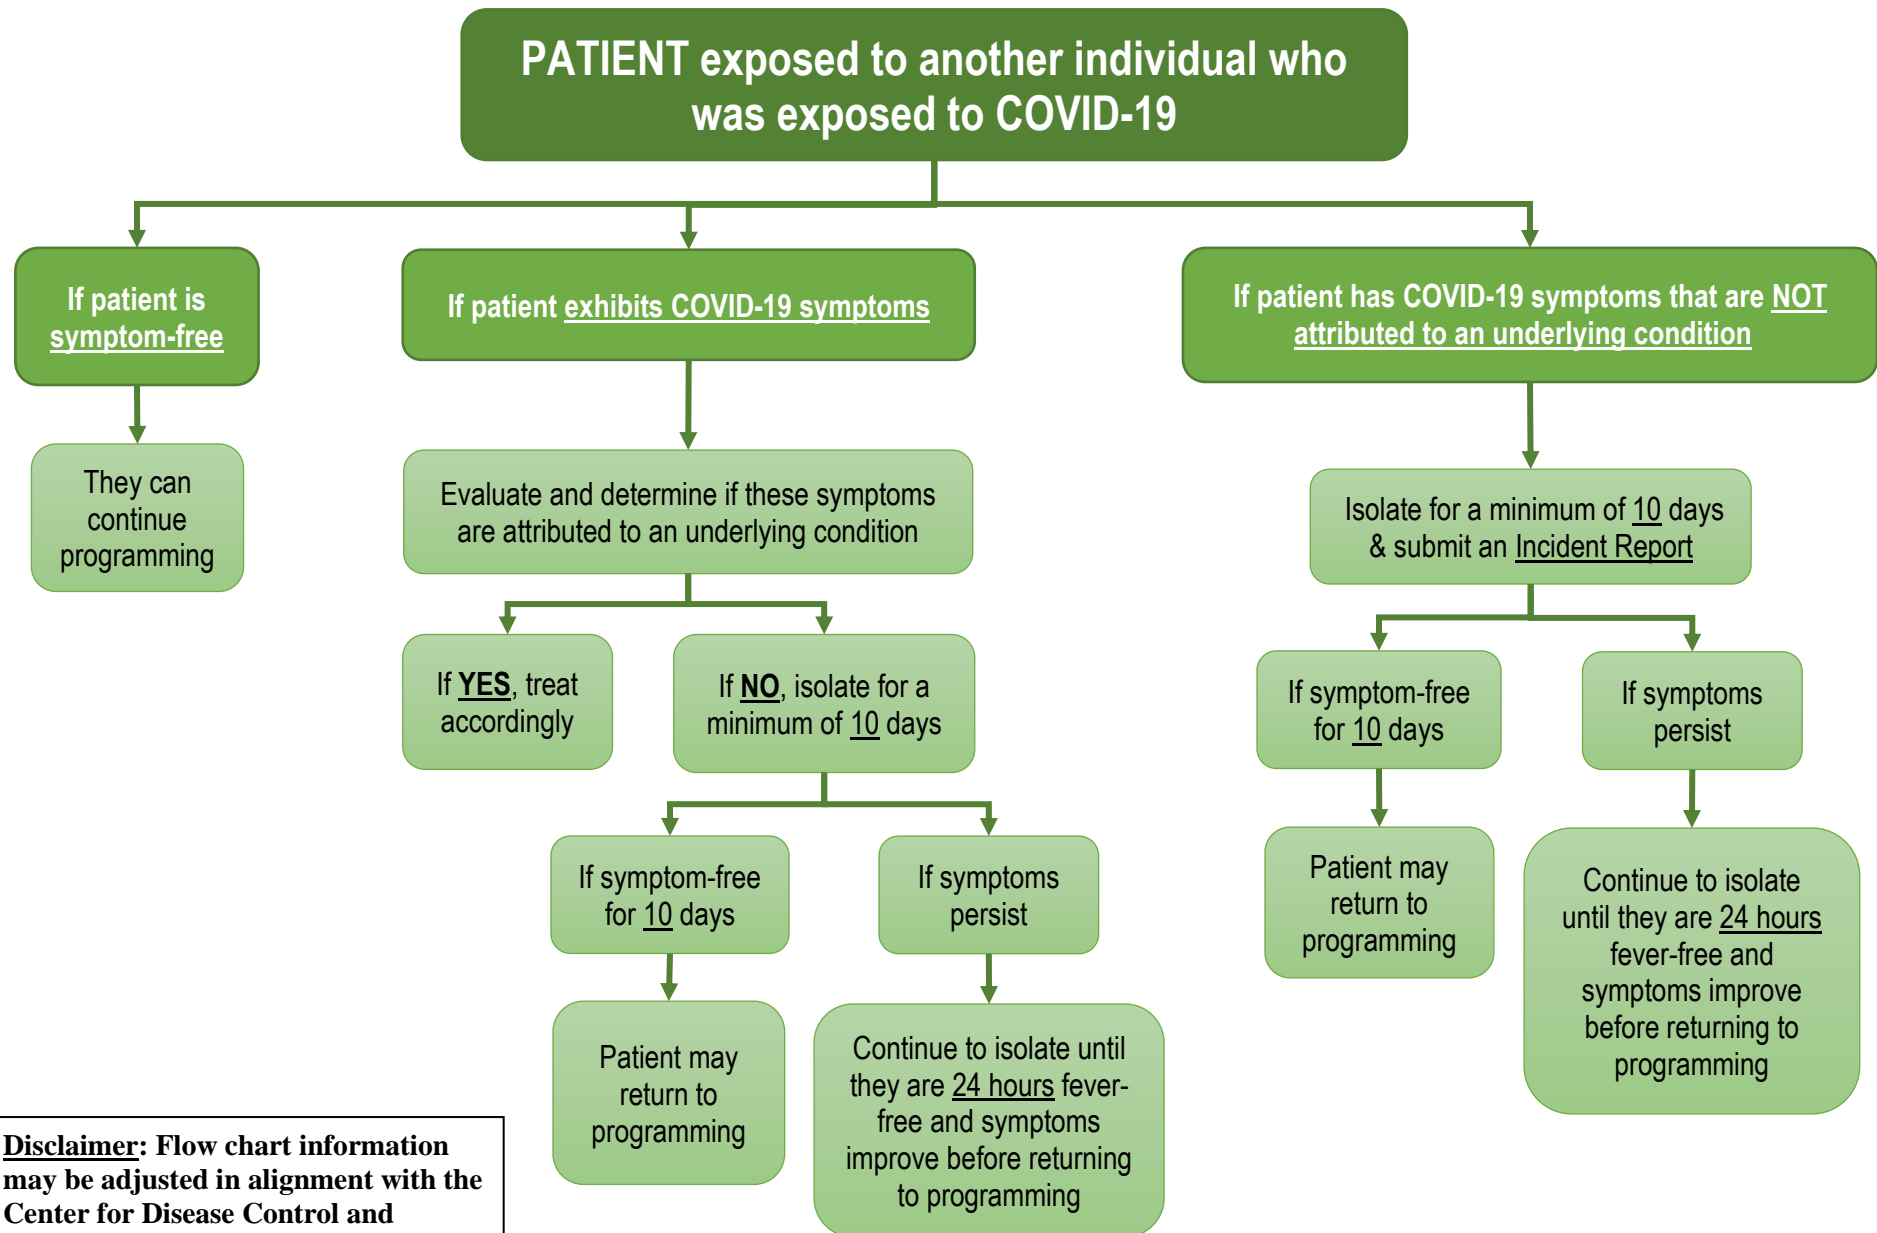 PATIENT exposed to another individual who
was exposed to COVID-19
If patient is
symptom-free
They can
continue
programming
If patient exhibits COVID-19 symptoms
Evaluate and determine if these symptoms
are attributed to an underlying condition
If YES, treat
accordingly
If NO, isolate for a
minimum of 10 days
If symptom-free
for 10 days
Patient may
return to
programming
If symptoms
persist
Continue to isolate until
they are 24 hours fever-
free and symptoms
improve before returning
to programming
If patient has COVID-19 symptoms that are NOT
attributed to an underlying condition
Isolate for a minimum of 10 days
& submit an Incident Report
If symptom-free
for 10 days
Patient may
return to
programming
If symptoms
persist
Continue to isolate
until they are 24 hours
fever-free and
symptoms improve
before returning to
programming
Disclaimer: Flow chart information
may be adjusted in alignment with the
Center for Disease Control and